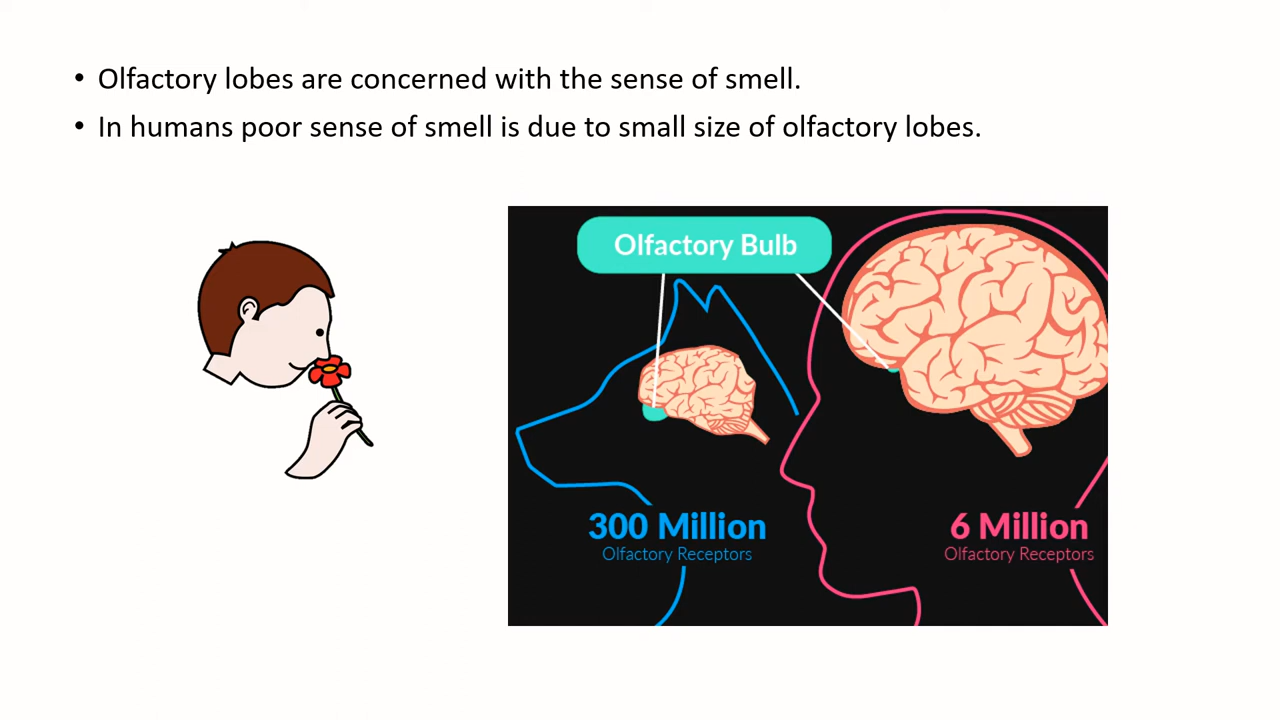 • Olfactory lobes are concerned with the sense of smell.
• In humans poor sense of smell is due to small size of olfactory lobes.
Olfactory Bulb
300 Million
Olfactory Receptors
6 Million
Olfactory Receptors